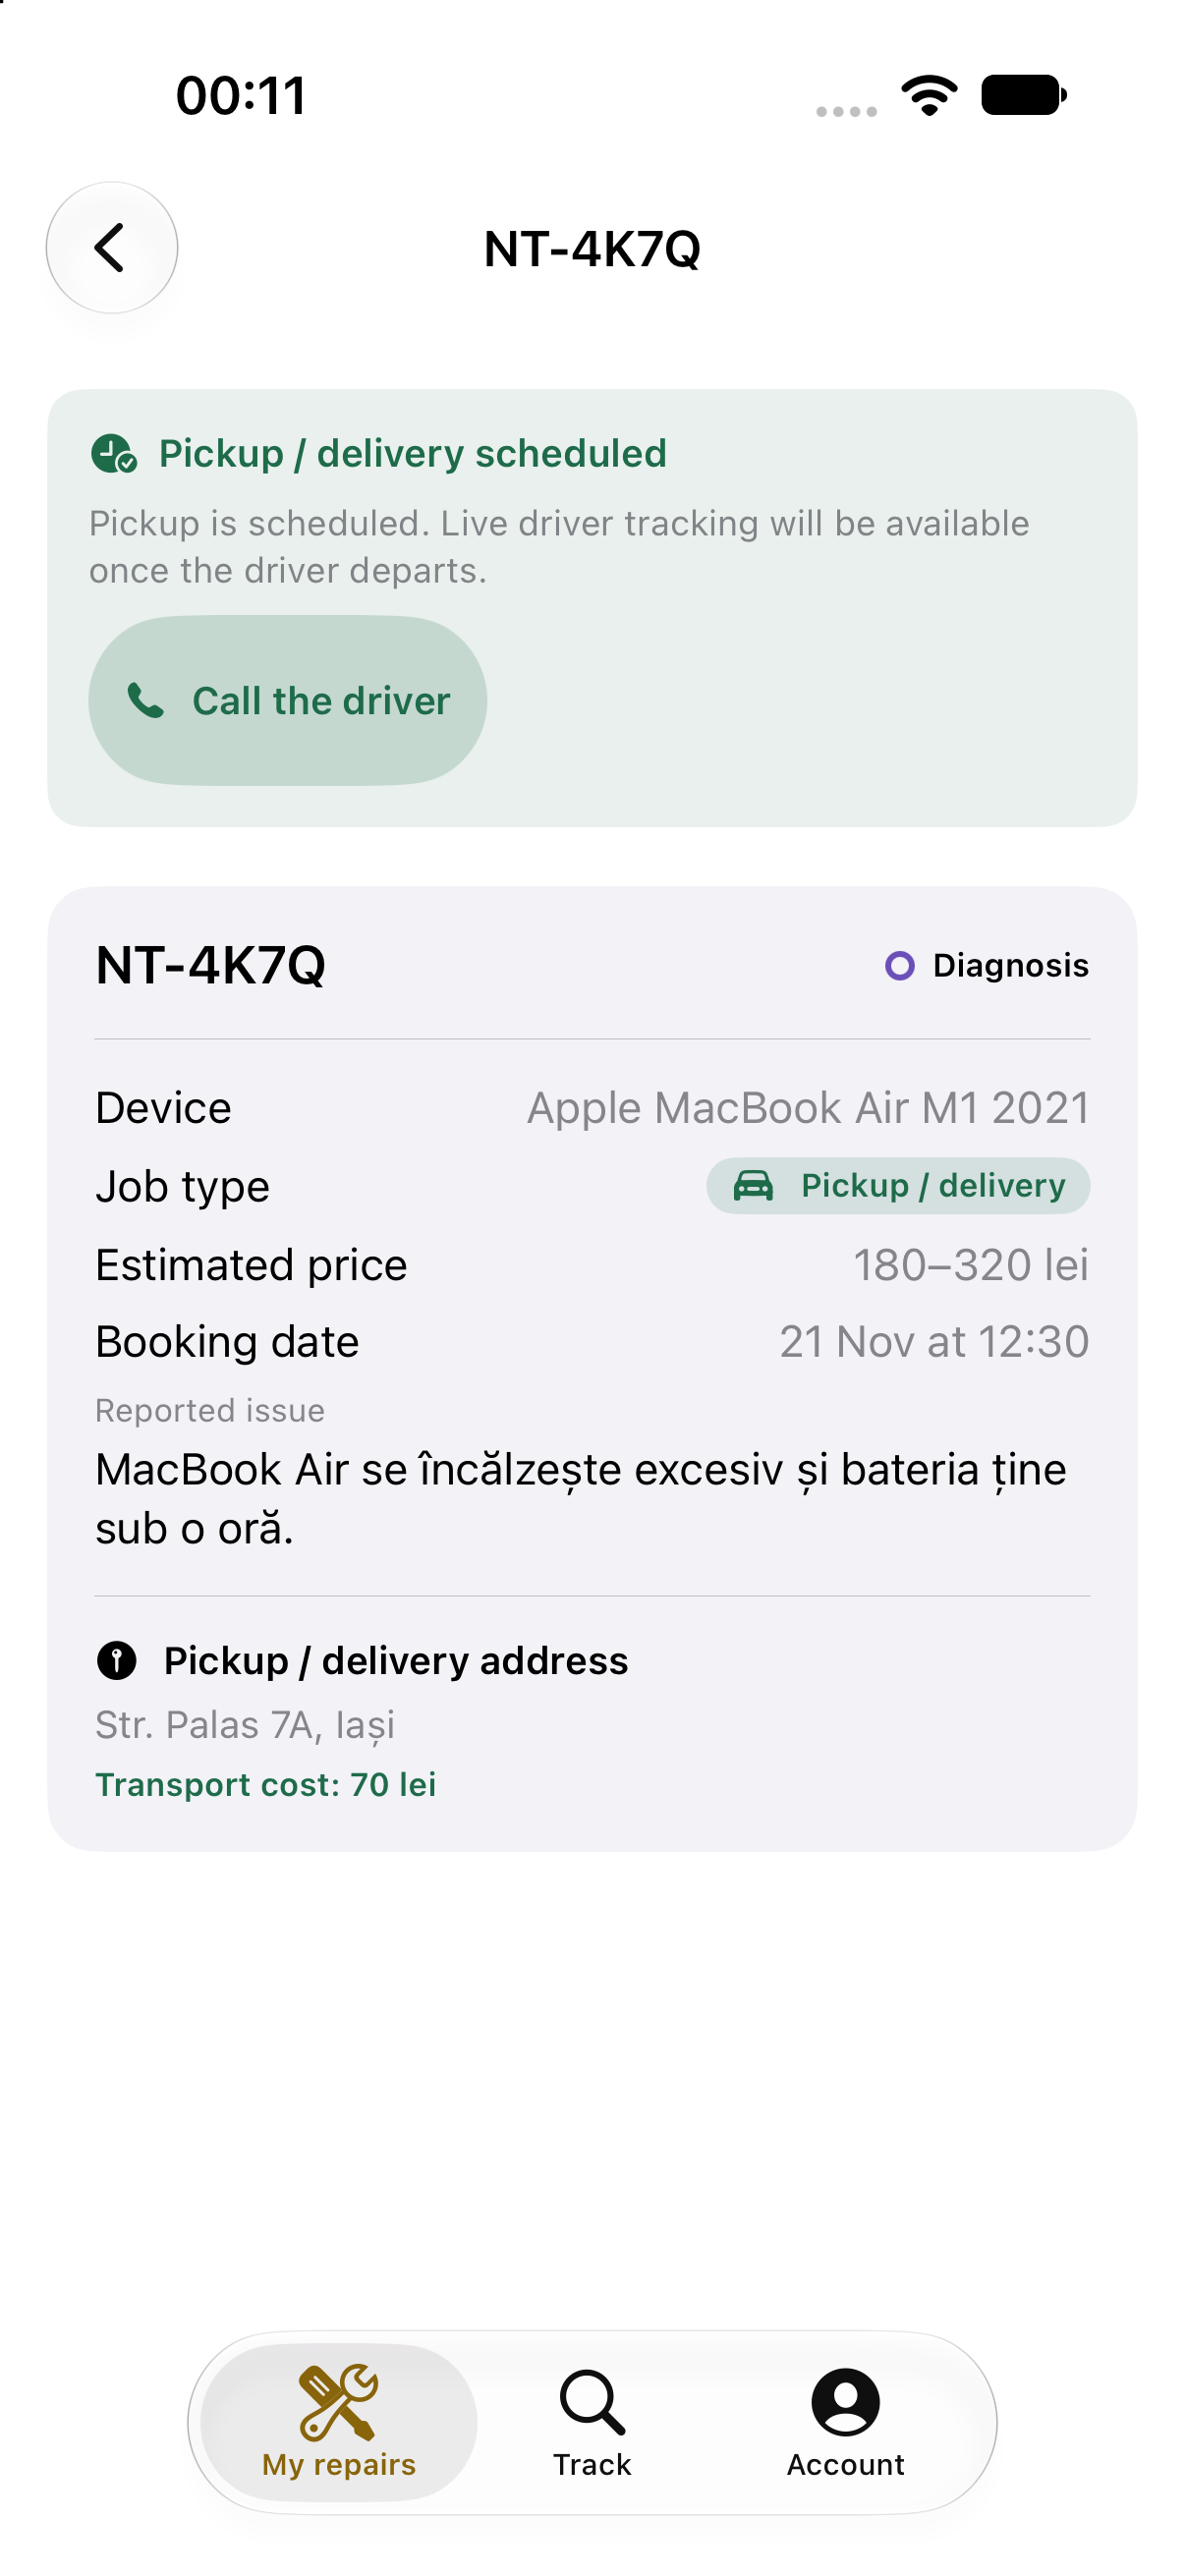 00:11
NT-4K7Q
Pickup / delivery scheduled
Pickup is scheduled. Live driver tracking will be available
once the driver departs.
Call the driver
NT-4K7Q
Diagnosis
Device
Apple MacBook Air M1 2021
Job type
Pickup / delivery
Estimated price
180–320 lei
Booking date
21 Nov at 12:30
Reported issue
MacBook Air se încălzește excesiv și bateria ține
sub o oră.
Pickup / delivery address
Str. Palas 7A, Iași
Transport cost: 70 lei
My repairs
Track
Account